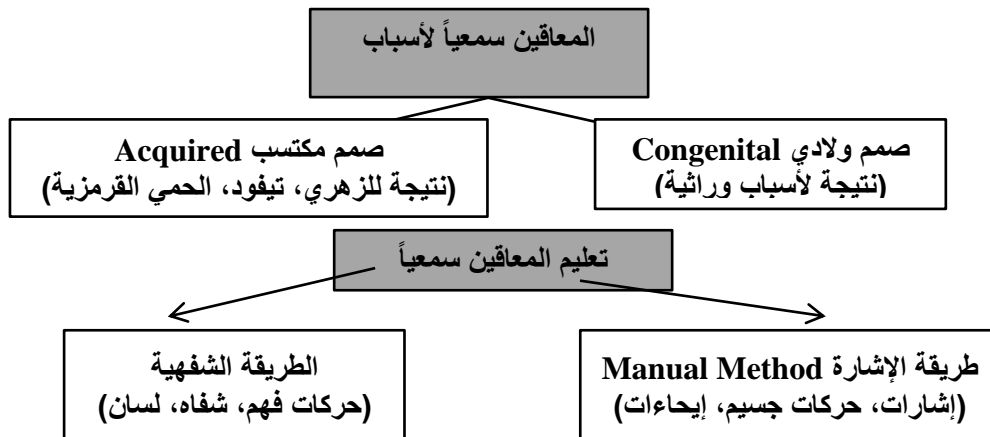 المعاقين سمعياً لأسباب
صمم ولادي Congenital
(نتيجة لأسباب وراثية)
صمم مكتسب Acquired
(نتيجة للزهري، تيفود، الحمي القرمزية)
تعليم المعاقين سمعياً
طريقة الإشارة Manual Method
(إشارات، حركات جسيم، إيحاءات)
الطريقة الشفهية
(حركات فهم، شفاه، لسان)